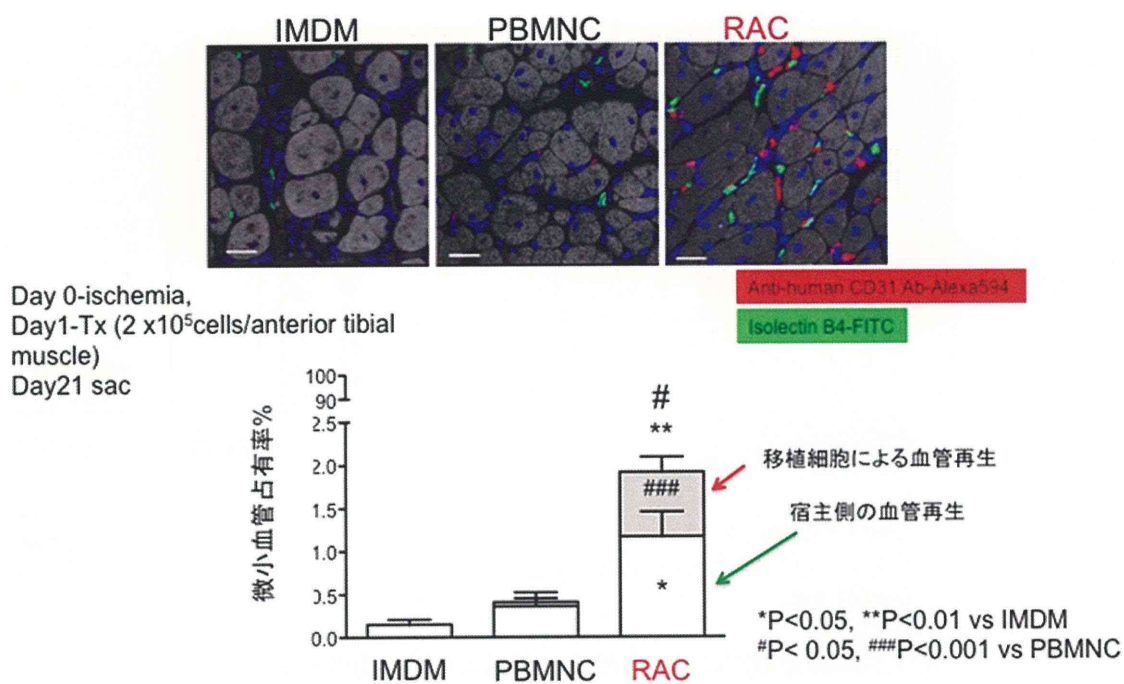 IMDM PBMNC RAC
Anti-human CD31 Ab-Alexa594
Isolectin B4-FITC
Day 0-ischemia,
Day1-Tx (2 x10⁵cells/anterior tibial
muscle)
Day21 sac
微小血管占有率%
100
90
2.5
2.0
1.5
1.0
0.5
0.0
#
**
###
*
IMDM PBMNC RAC
移植細胞による血管再生
宿主側の血管再生
*P<0.05, **P<0.01 vs IMDM
#P< 0.05, ###P<0.001 vs PBMNC